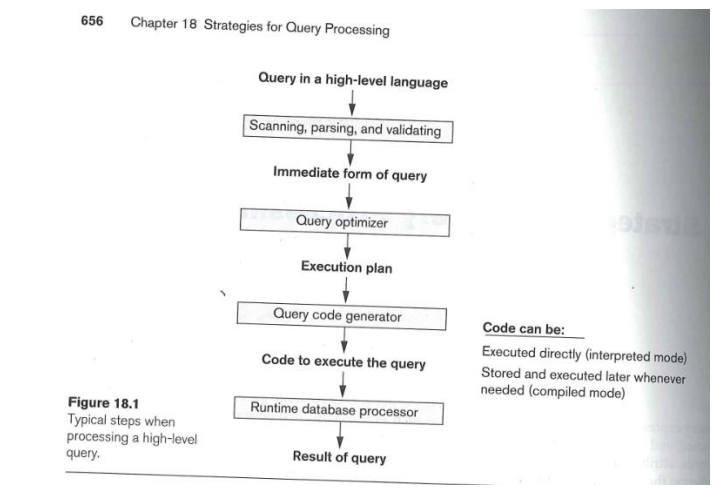 656 Chapter 18 Strategies for Query Processing
Query in a high-level language
Scanning, parsing, and validating
Immediate form of query
Query optimizer
Execution plan
Query code generator
Code can be:
Executed directly (interpreted mode)
Stored and executed later whenever
needed (compiled mode)
Code to execute the query
Runtime database processor
Result of query
Figure 18.1
Typical steps when
processing a high-level
query.